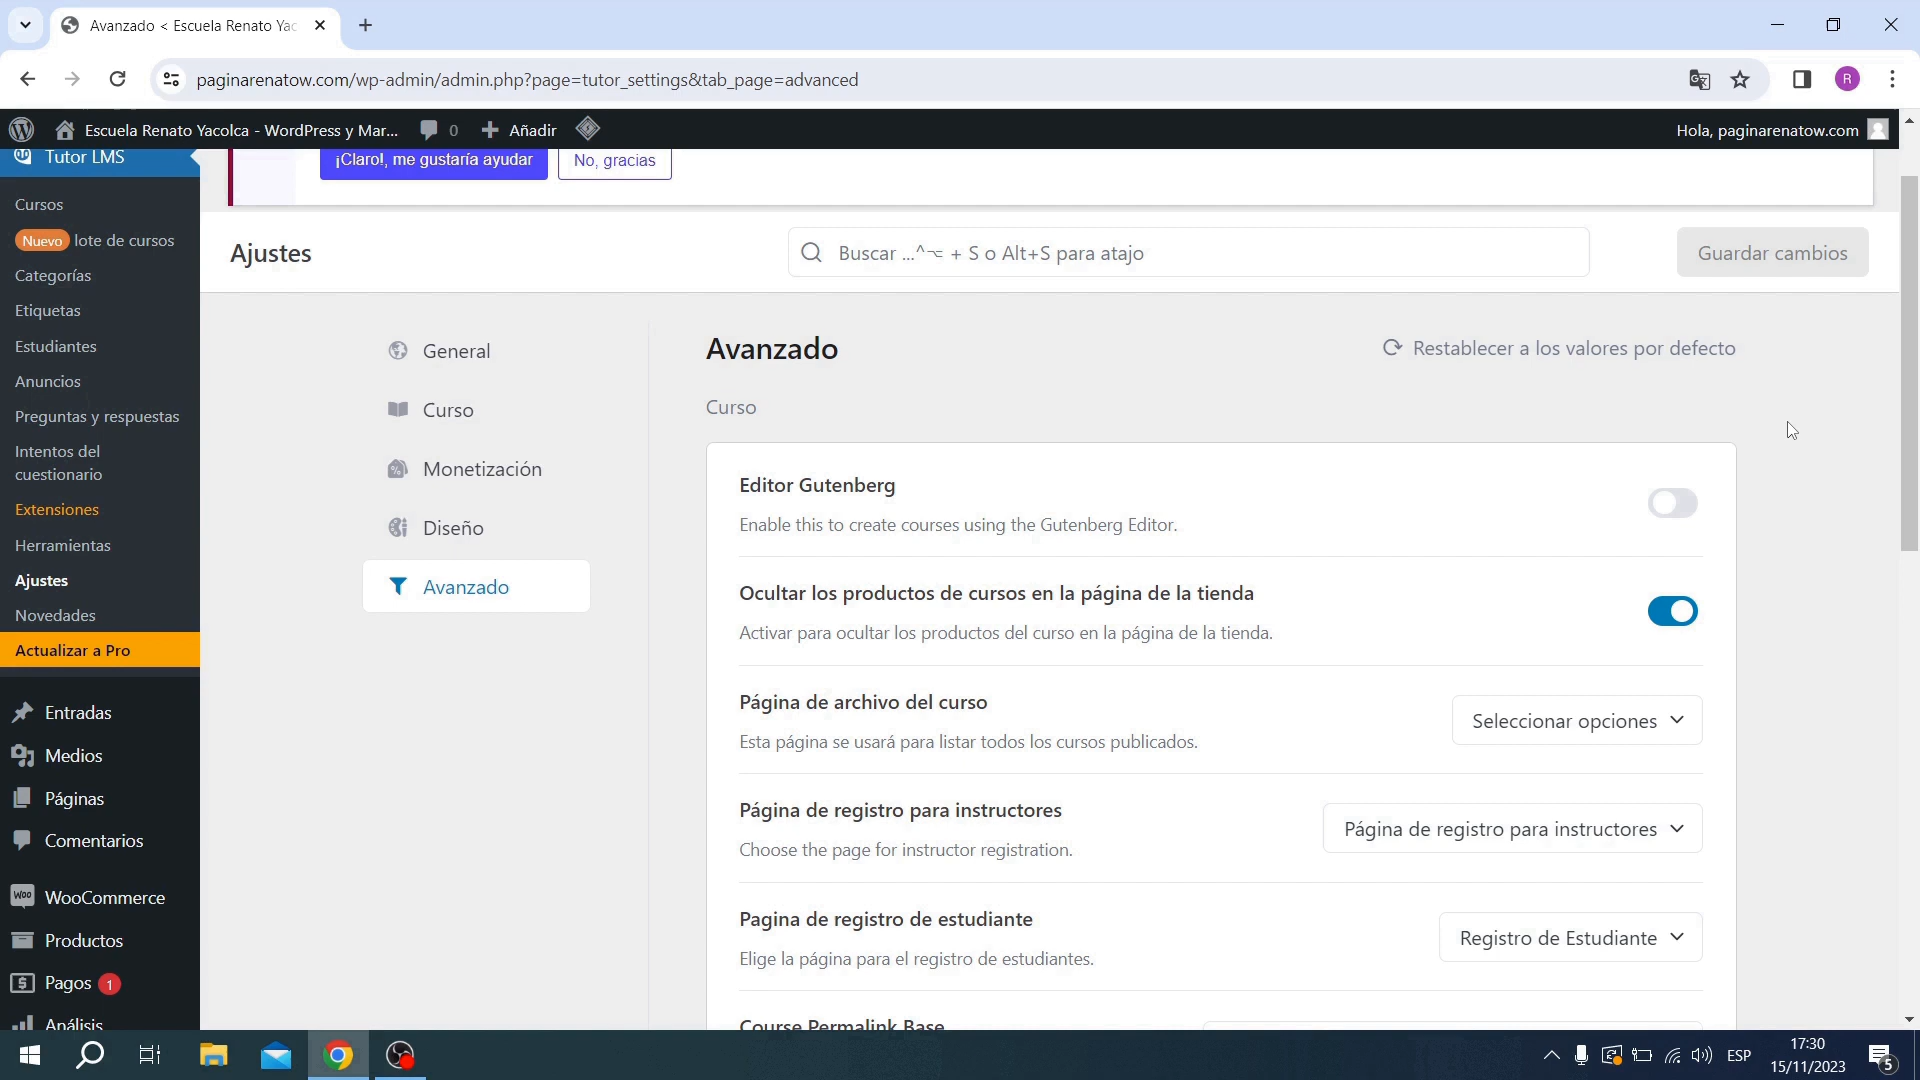 Avanzado < Escuela Renato Yac
paginarenatow.com/wp-admin/admin.php?page=tutor_settings&tab_page=advanced
R
Escuela Renato Yacolca - WordPress y Mar...
0
Añadir
Hola, paginarenatow.com
Tutor LMS
Cursos
Nuevo lote de cursos
Categorías
Etiquetas
Estudiantes
Anuncios
Preguntas y respuestas
Intentos del
cuestionario
Extensiones
Herramientas
Ajustes
Novedades
Actualizar a Pro
Entradas
Medios
Páginas
Comentarios
WooCommerce
Productos
Pagos 1
Análisis
¡Claro!, me gustaría ayudar
No, gracias
Ajustes
Buscar ...^⌥ + S o Alt+S para atajo
Guardar cambios
General
Curso
Monetización
Diseño
Avanzado
Avanzado
Restablecer a los valores por defecto
Curso
Editor Gutenberg
Enable this to create courses using the Gutenberg Editor.
Ocultar los productos de cursos en la página de la tienda
Activar para ocultar los productos del curso en la página de la tienda.
Página de archivo del curso
Esta página se usará para listar todos los cursos publicados.
Seleccionar opciones
Página de registro para instructores
Choose the page for instructor registration.
Página de registro para instructores
Pagina de registro de estudiante
Elige la página para el registro de estudiantes.
Registro de Estudiante
Course Permalink Base
ESP
17:30
15/11/2023
5